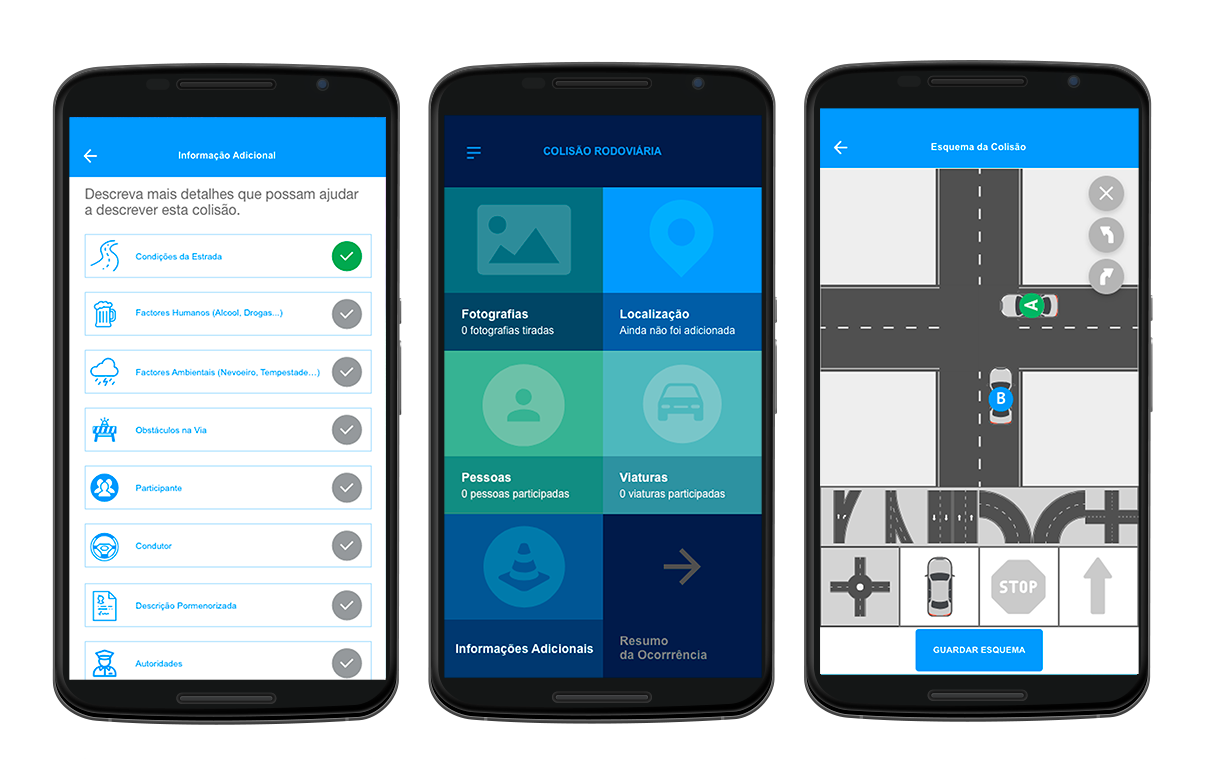 Informação Adicional
Descreva mais detalhes que possam ajudar
a descrever esta colisão.
Condições da Estrada
Factores Humanos (Alcool, Drogas...)
Factores Ambientais (Nevoeiro, Tempestade...)
Obstáculos na Via
Participante
Condutor
Descrição Pormenorizada
Autoridades
COLISÃO RODOVIÁRIA
Fotografias
0 fotografias tiradas
Localização
Ainda não foi adicionada
Pessoas
0 pessoas participadas
Viaturas
0 viaturas participadas
Informações Adicionais
Resumo
da Ocorrrência
Esquema da Colisão
A
B
STOP
GUARDAR ESQUEMA